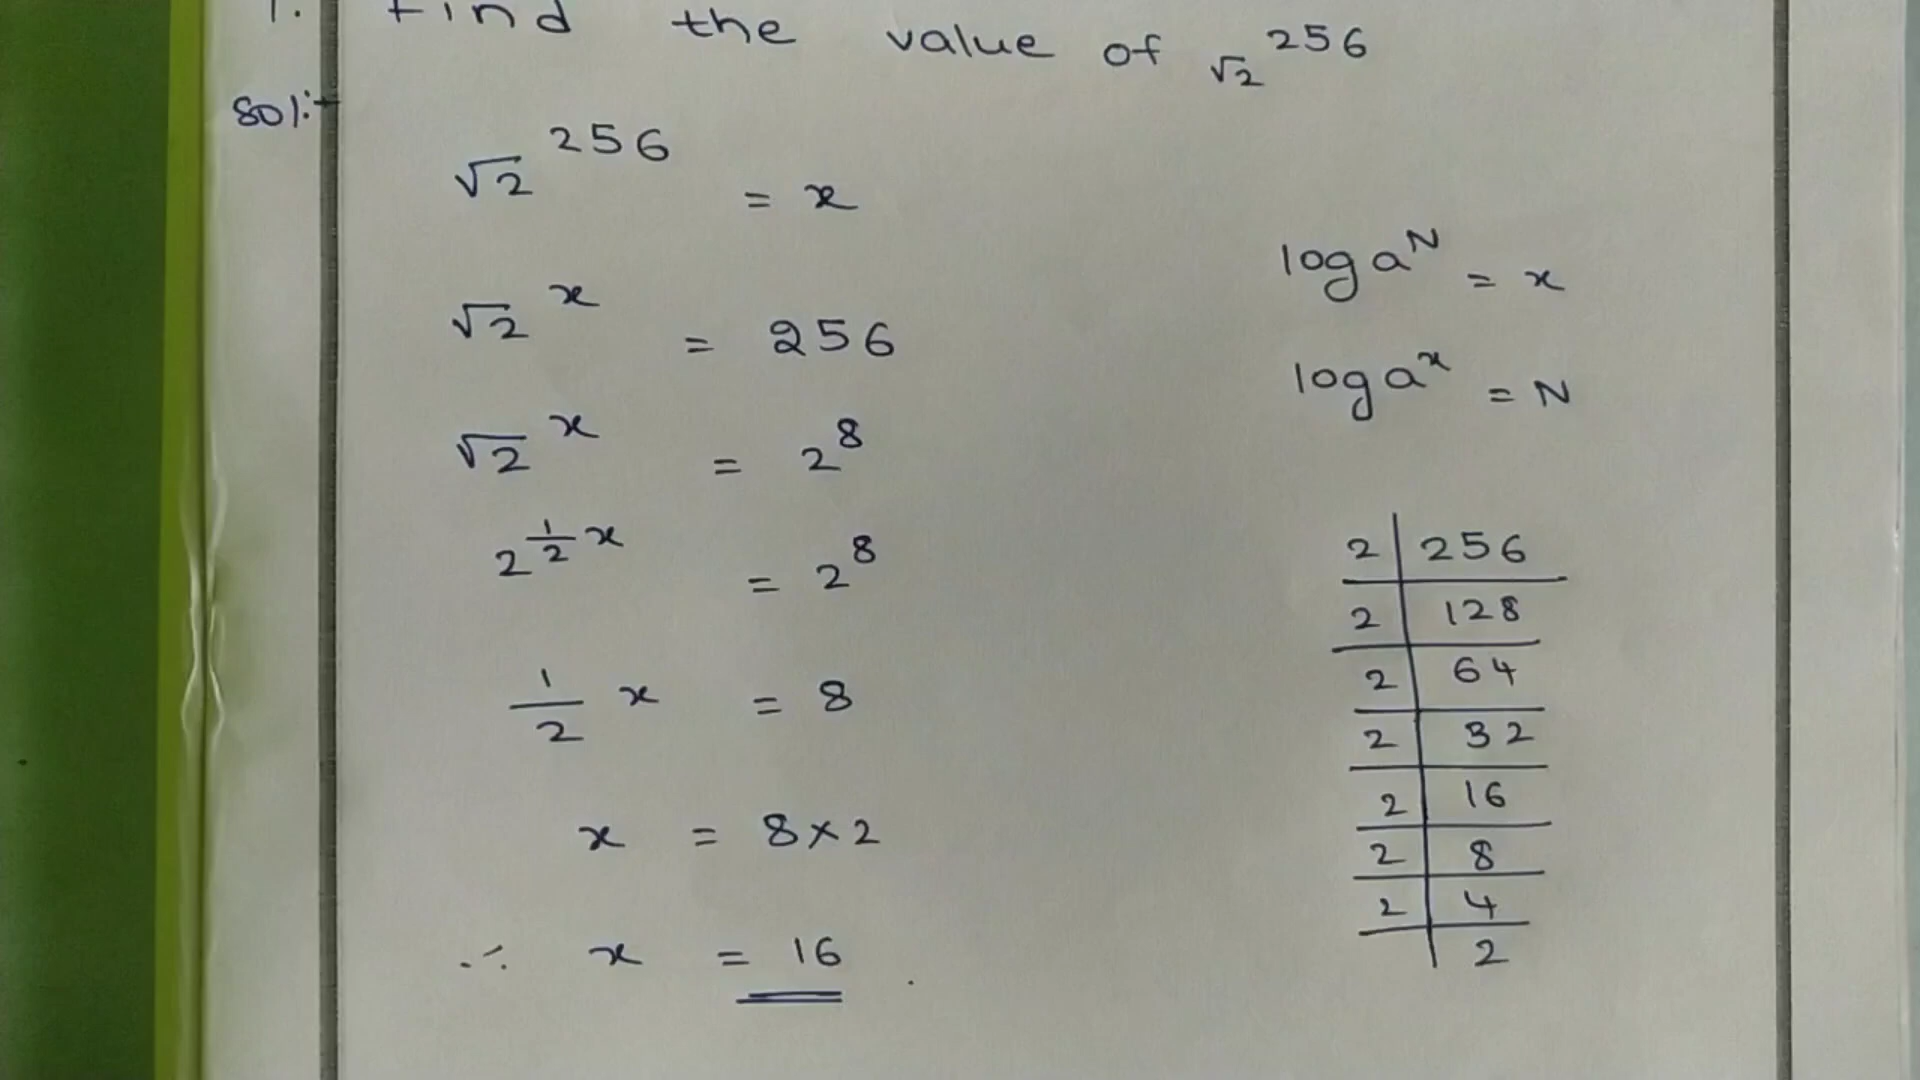 1. Find the value of √2 256
Sol:-
√2 256 = x
√2 x = 256
√2 x = 2 8
2 1/2 x = 2 8
1/2 x = 8
x = 8 × 2
∴ x = 16
log a N = x
log a x = N
2 | 256
2 | 128
2 | 64
2 | 32
2 | 16
2 | 8
2 | 4
2